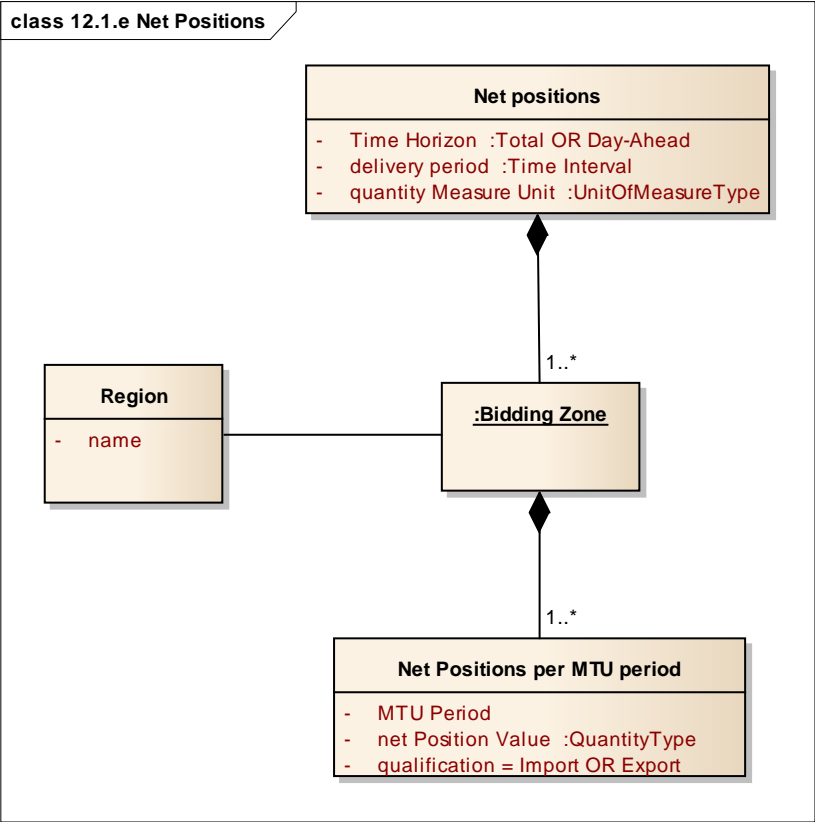 class 12.1.e Net Positions
Net positions
- Time Horizon :Total OR Day-Ahead
- delivery period :Time Interval
- quantity Measure Unit :UnitOfMeasureType
1..*
Region
- name
:Bidding Zone
1..*
Net Positions per MTU period
- MTU Period
- net Position Value :QuantityType
- qualification = Import OR Export